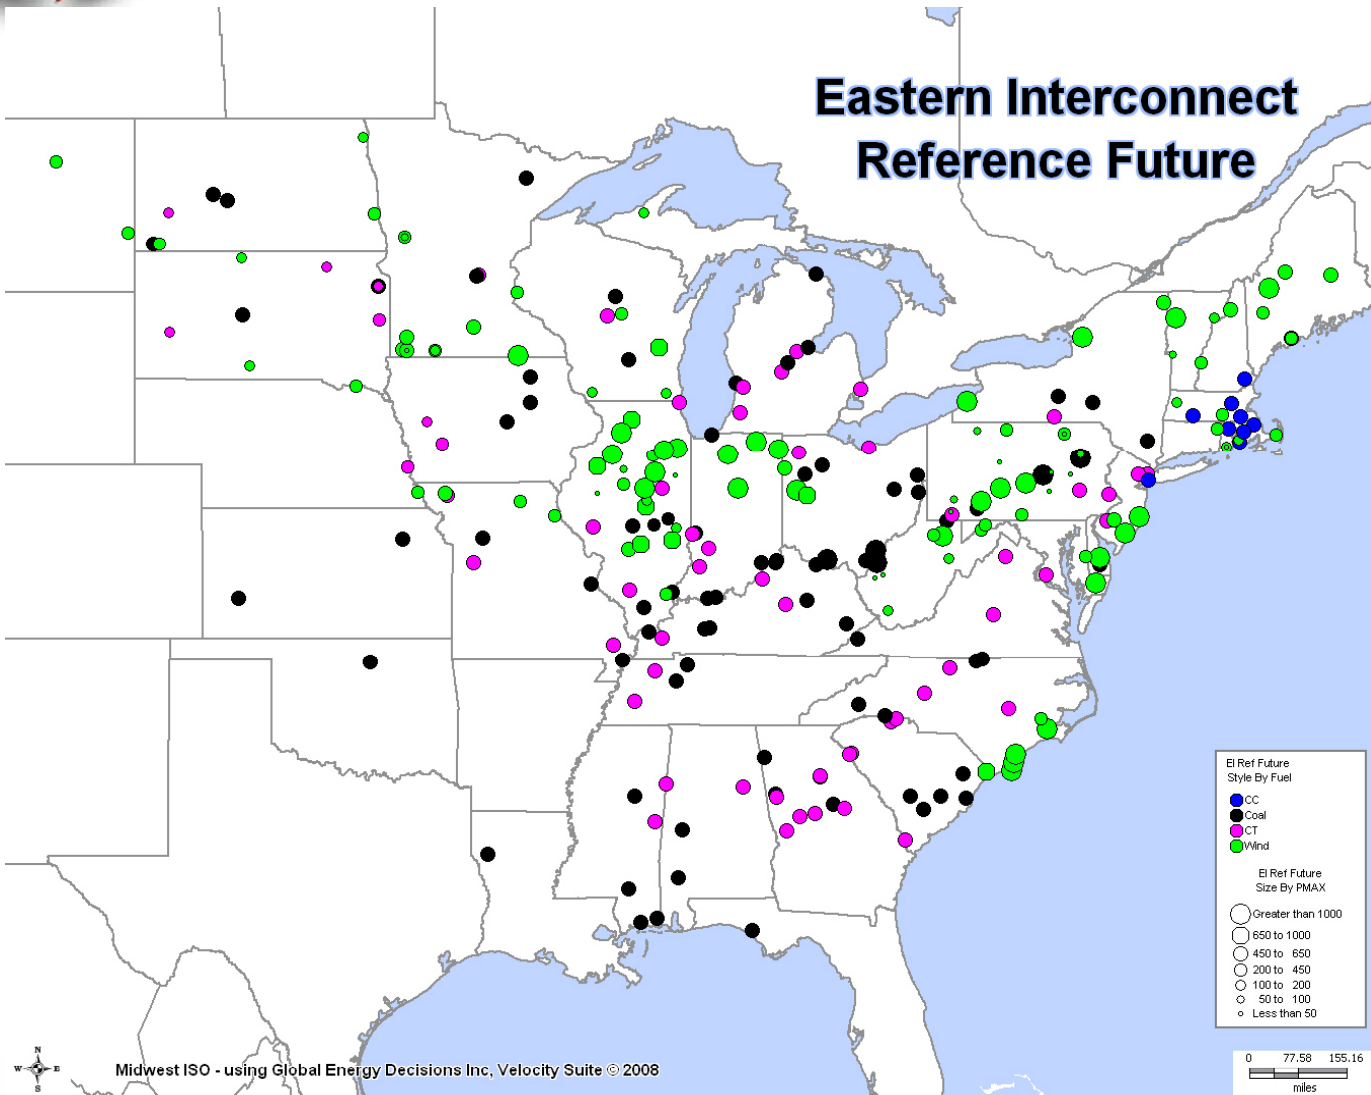 Eastern Interconnect
Reference Future
EI Ref Future
Style By Fuel
CC
Coal
CT
Wind
EI Ref Future
Size By PMAX
Greater than 1000
650 to 1000
450 to 650
200 to 450
100 to 200
50 to 100
Less than 50
N
W E
S
Midwest ISO - using Global Energy Decisions Inc, Velocity Suite © 2008
0 77.58 155.16
miles